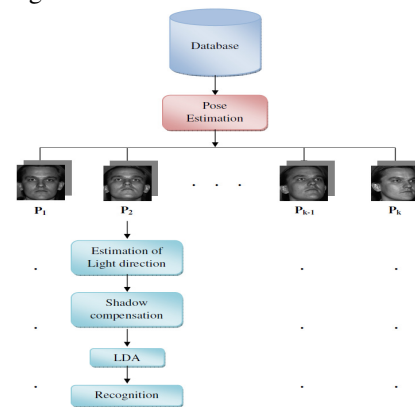 Database
Pose
Estimation
. . .
P1 P2 Pk-1 Pk
Estimation of
Light direction
. . .
Shadow
compensation
. . .
LDA
. . .
Recognition